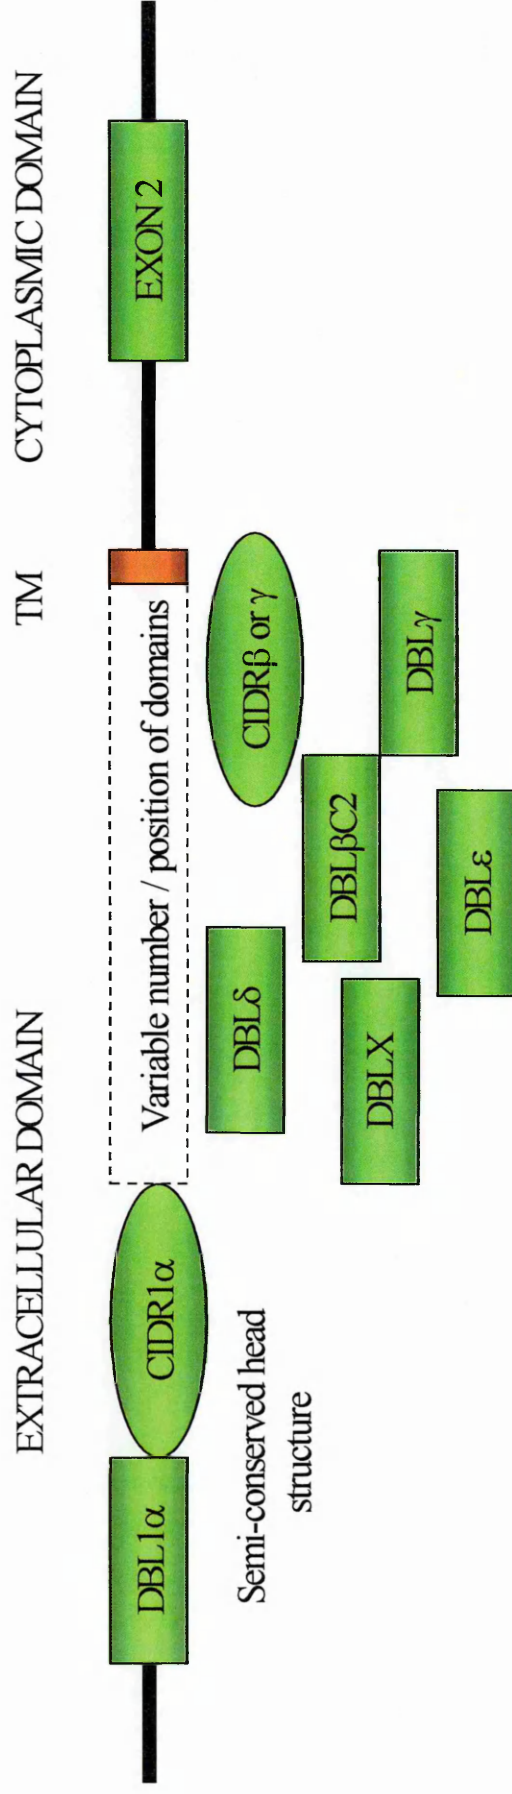 EXTRACELLULAR DOMAIN
TM
CYTOPLASMIC DOMAIN
DBL1α
CIDR1α
Variable number / position of domains
EXON 2
Semi-conserved head
structure
DBLδ
CIDRβ or γ
DBLβC2
DBLX
DBLγ
DBLε